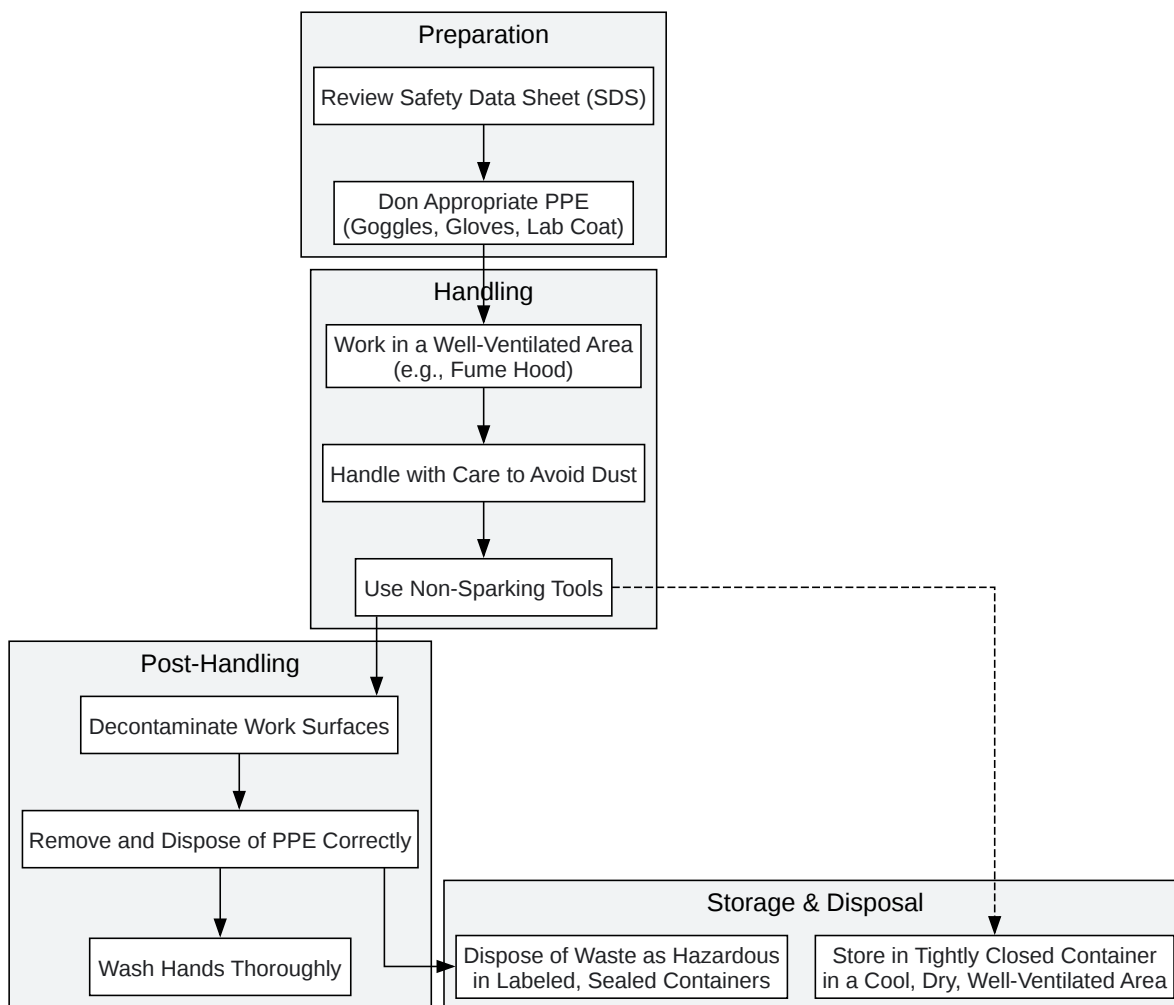 Preparation
Review Safety Data Sheet (SDS)
Don Appropriate PPE
(Goggles, Gloves, Lab Coat)
Handling
Work in a Well-Ventilated Area
(e.g., Fume Hood)
Handle with Care to Avoid Dust
Use Non-Sparking Tools
Post-Handling
Decontaminate Work Surfaces
Remove and Dispose of PPE Correctly
Wash Hands Thoroughly
Storage & Disposal
Dispose of Waste as Hazardous
in Labeled, Sealed Containers
Store in Tightly Closed Container
in a Cool, Dry, Well-Ventilated Area